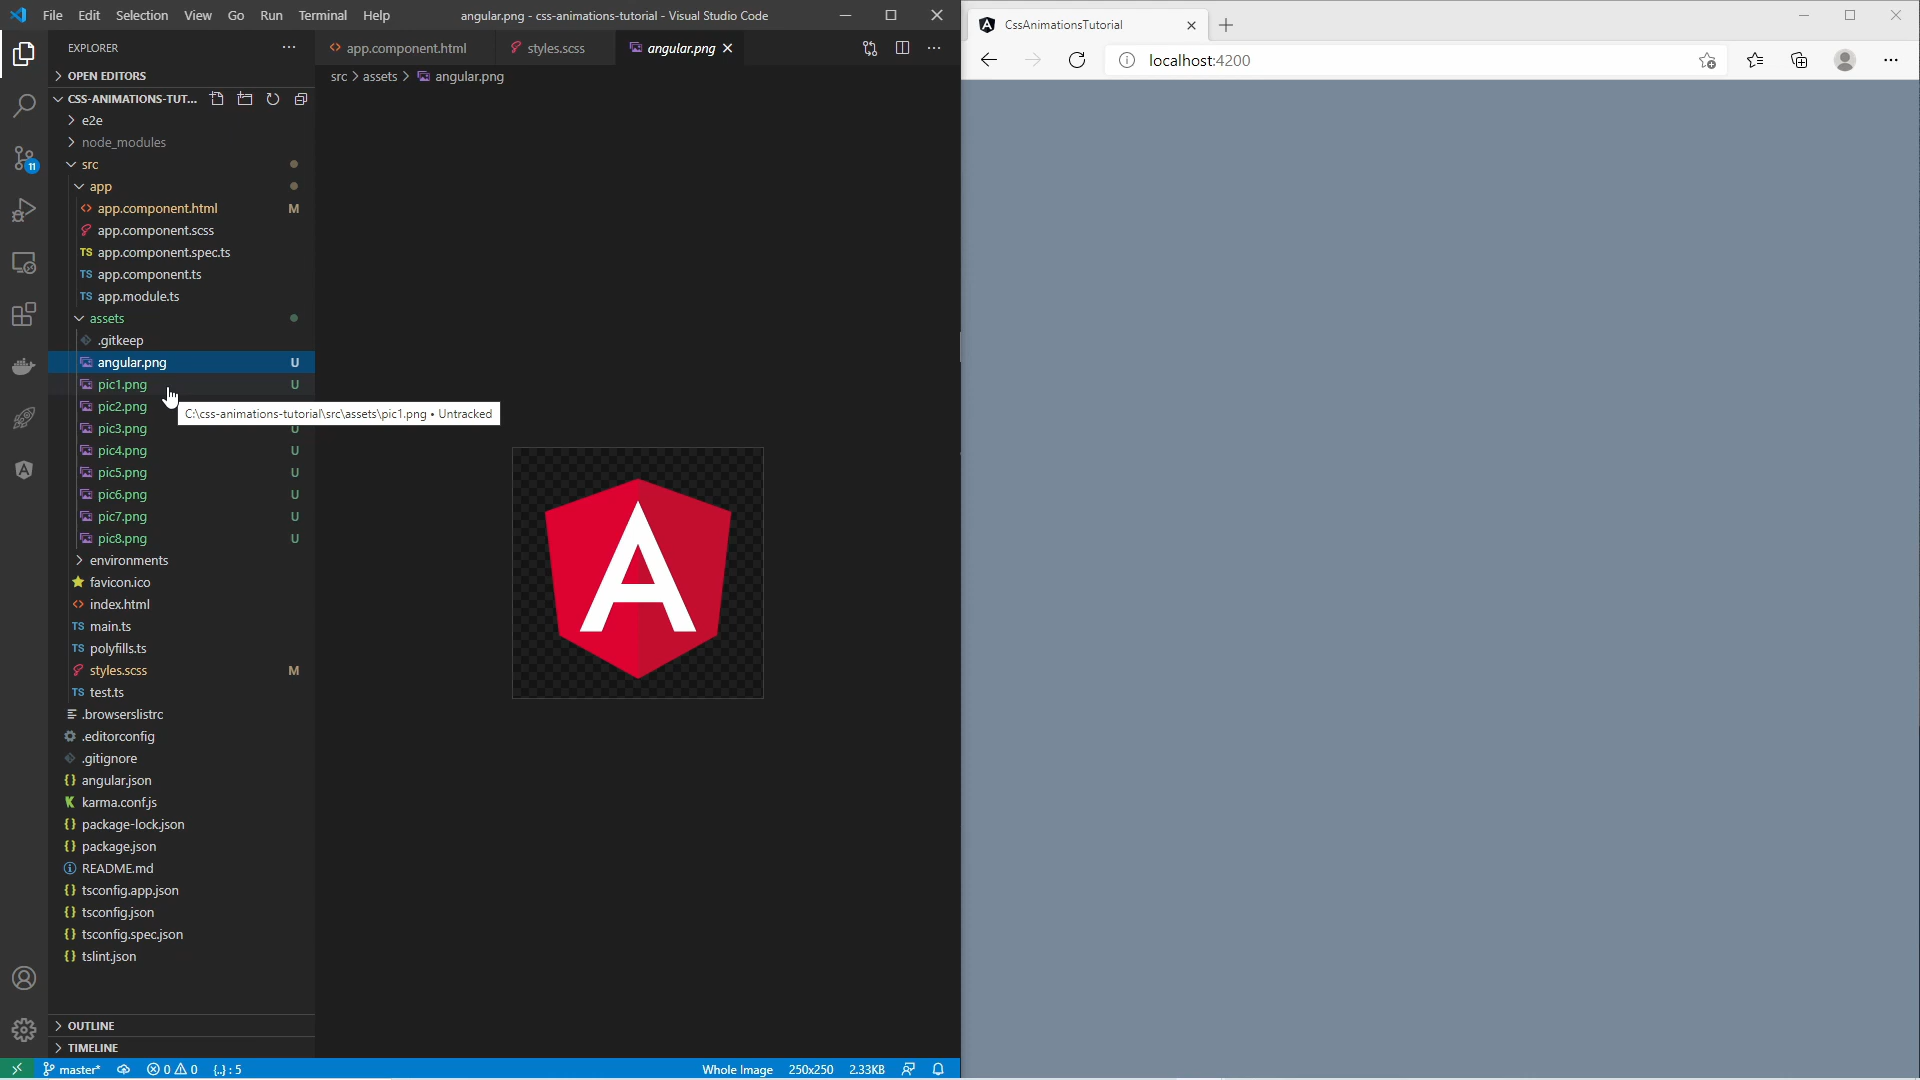 File Edit Selection View Go Run Terminal Help
angular.png - css-animations-tutorial - Visual Studio Code
EXPLORER
OPEN EDITORS
CSS-ANIMATIONS-TUT...
e2e
node_modules
src
app
app.component.html M
app.component.scss
TS app.component.spec.ts
TS app.component.ts
TS app.module.ts
assets
.gitkeep
angular.png U
pic1.png U
pic2.png
pic3.png U
pic4.png U
pic5.png U
pic6.png U
pic7.png U
pic8.png U
environments
favicon.ico
index.html
TS main.ts
TS polyfills.ts
styles.scss M
TS test.ts
.browserslistrc
.editorconfig
.gitignore
{} angular.json
K karma.conf.js
{} package-lock.json
{} package.json
README.md
{} tsconfig.app.json
{} tsconfig.json
{} tsconfig.spec.json
{} tslint.json
OUTLINE
TIMELINE
11
app.component.html
styles.scss
angular.png
src > assets > angular.png
C:\css-animations-tutorial\src\assets\pic1.png • Untracked
A
master* 0 0 {..} : 5
Whole Image 250x250 2.33KB
CssAnimationsTutorial
localhost:4200